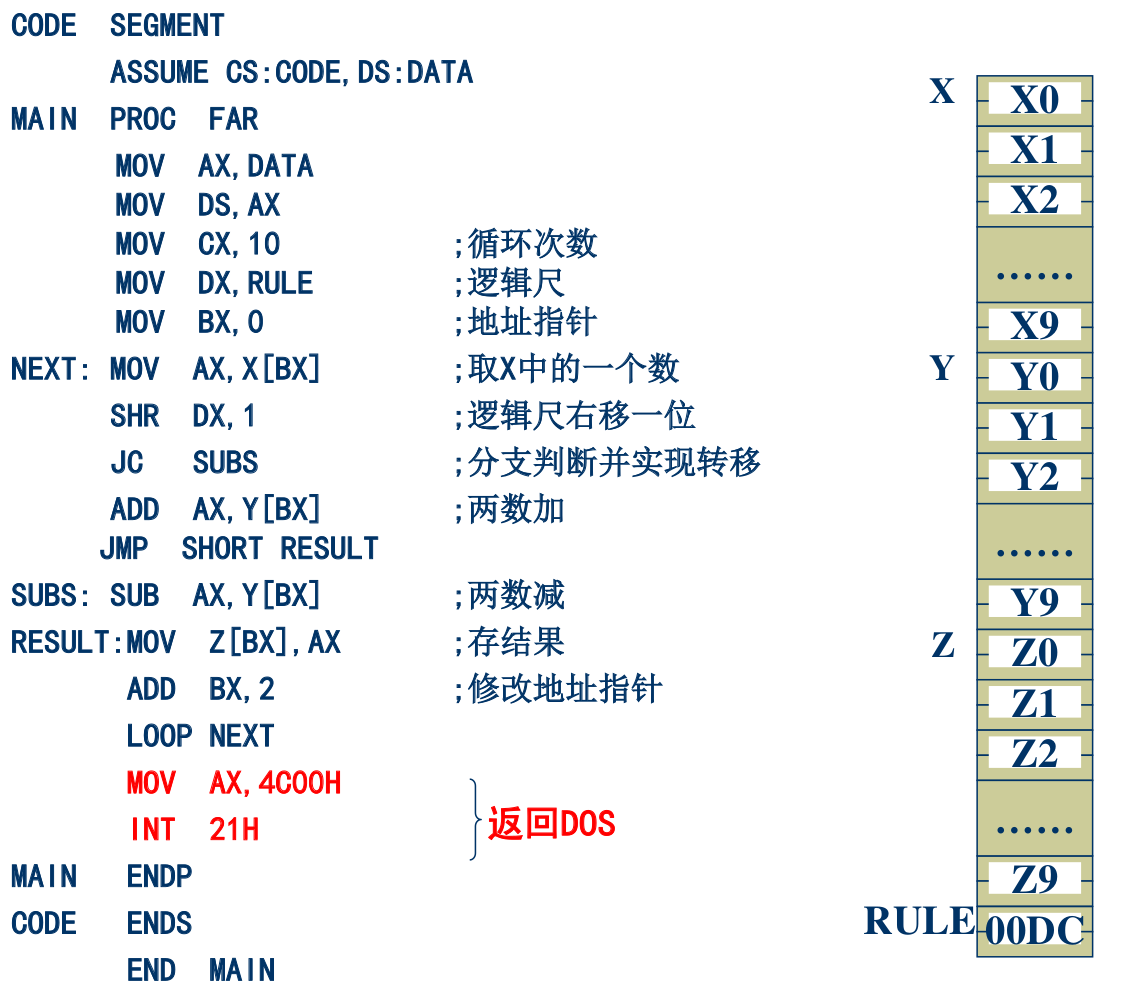 CODE SEGMENT
ASSUME CS:CODE,DS:DATA
MAIN PROC FAR
MOV AX,DATA
MOV DS,AX
MOV CX,10 ;循环次数
MOV DX,RULE ;逻辑尺
MOV BX,0 ;地址指针
NEXT: MOV AX,X[BX] ;取X中的一个数
SHR DX,1 ;逻辑尺右移一位
JC SUBS ;分支判断并实现转移
ADD AX,Y[BX] ;两数加
JMP SHORT RESULT
SUBS: SUB AX,Y[BX] ;两数减
RESULT:MOV Z[BX],AX ;存结果
ADD BX,2 ;修改地址指针
LOOP NEXT
MOV AX,4C00H
INT 21H
返回DOS
MAIN ENDP
CODE ENDS
END MAIN
X X0
X1
X2
……
X9
Y Y0
Y1
Y2
……
Y9
Z Z0
Z1
Z2
……
Z9
RULE 00DC